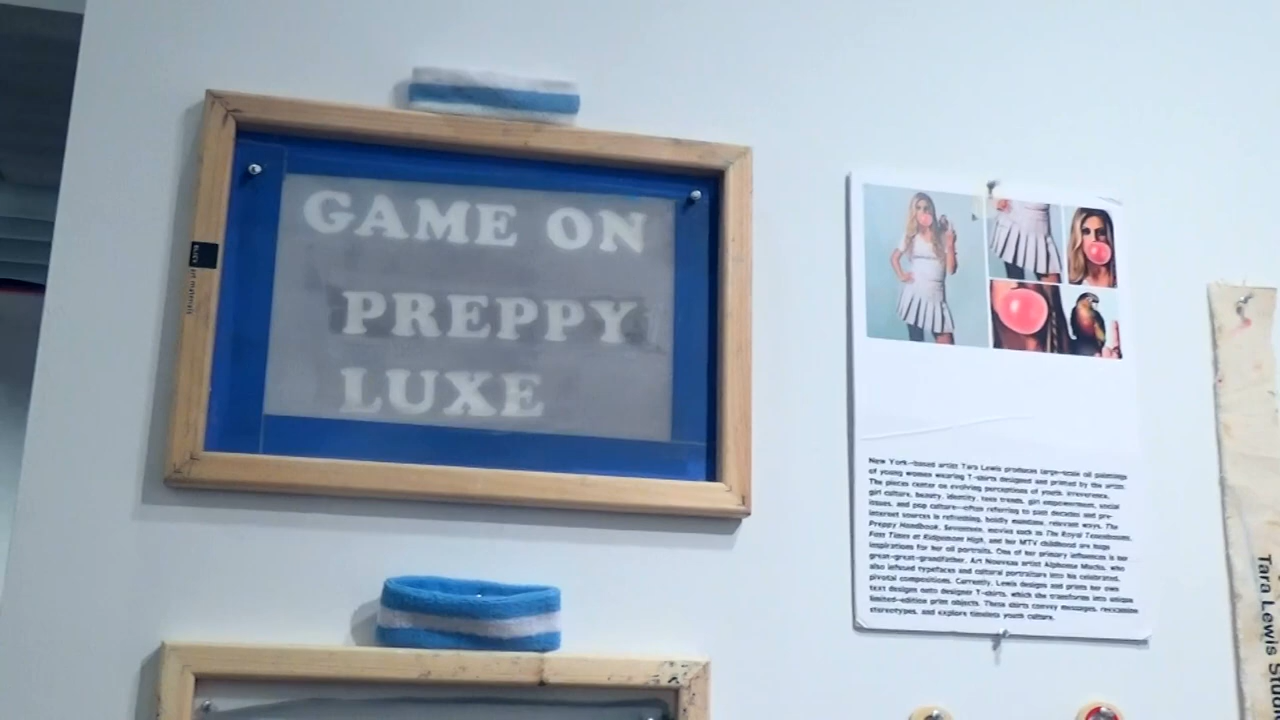 GAME ON
PREPPY
LUXE
New York-based artist Tara Lewis produces large-scale oil paintings
of young women wearing T-shirts designed and printed by the artist.
The pieces center on evolving perceptions of youth, irreverence,
girl culture, beauty, identity, teen trends, girl empowerment, social
issues, and pop culture—often referring to past decades and pre-
internet sources in refreshing, boldly mundane, relevant ways. The
Preppy Handbook, Seventeen, movies such as The Royal Tenenbaums,
Fast Times at Ridgemont High, and her MTV childhood are huge
inspirations for her oil portraits. One of her primary influences is her
great-great-grandfather, Art Nouveau artist Alphonse Mucha, who
also infused typefaces and cultural portraiture into his celebrated,
pivotal compositions. Currently, Lewis designs and prints her own
text designs onto designer T-shirts, which she transforms into unique
limited-edition print objects. These shirts convey messages, reexamine
stereotypes, and explore timeless youth culture.
Tara Lewis Stud